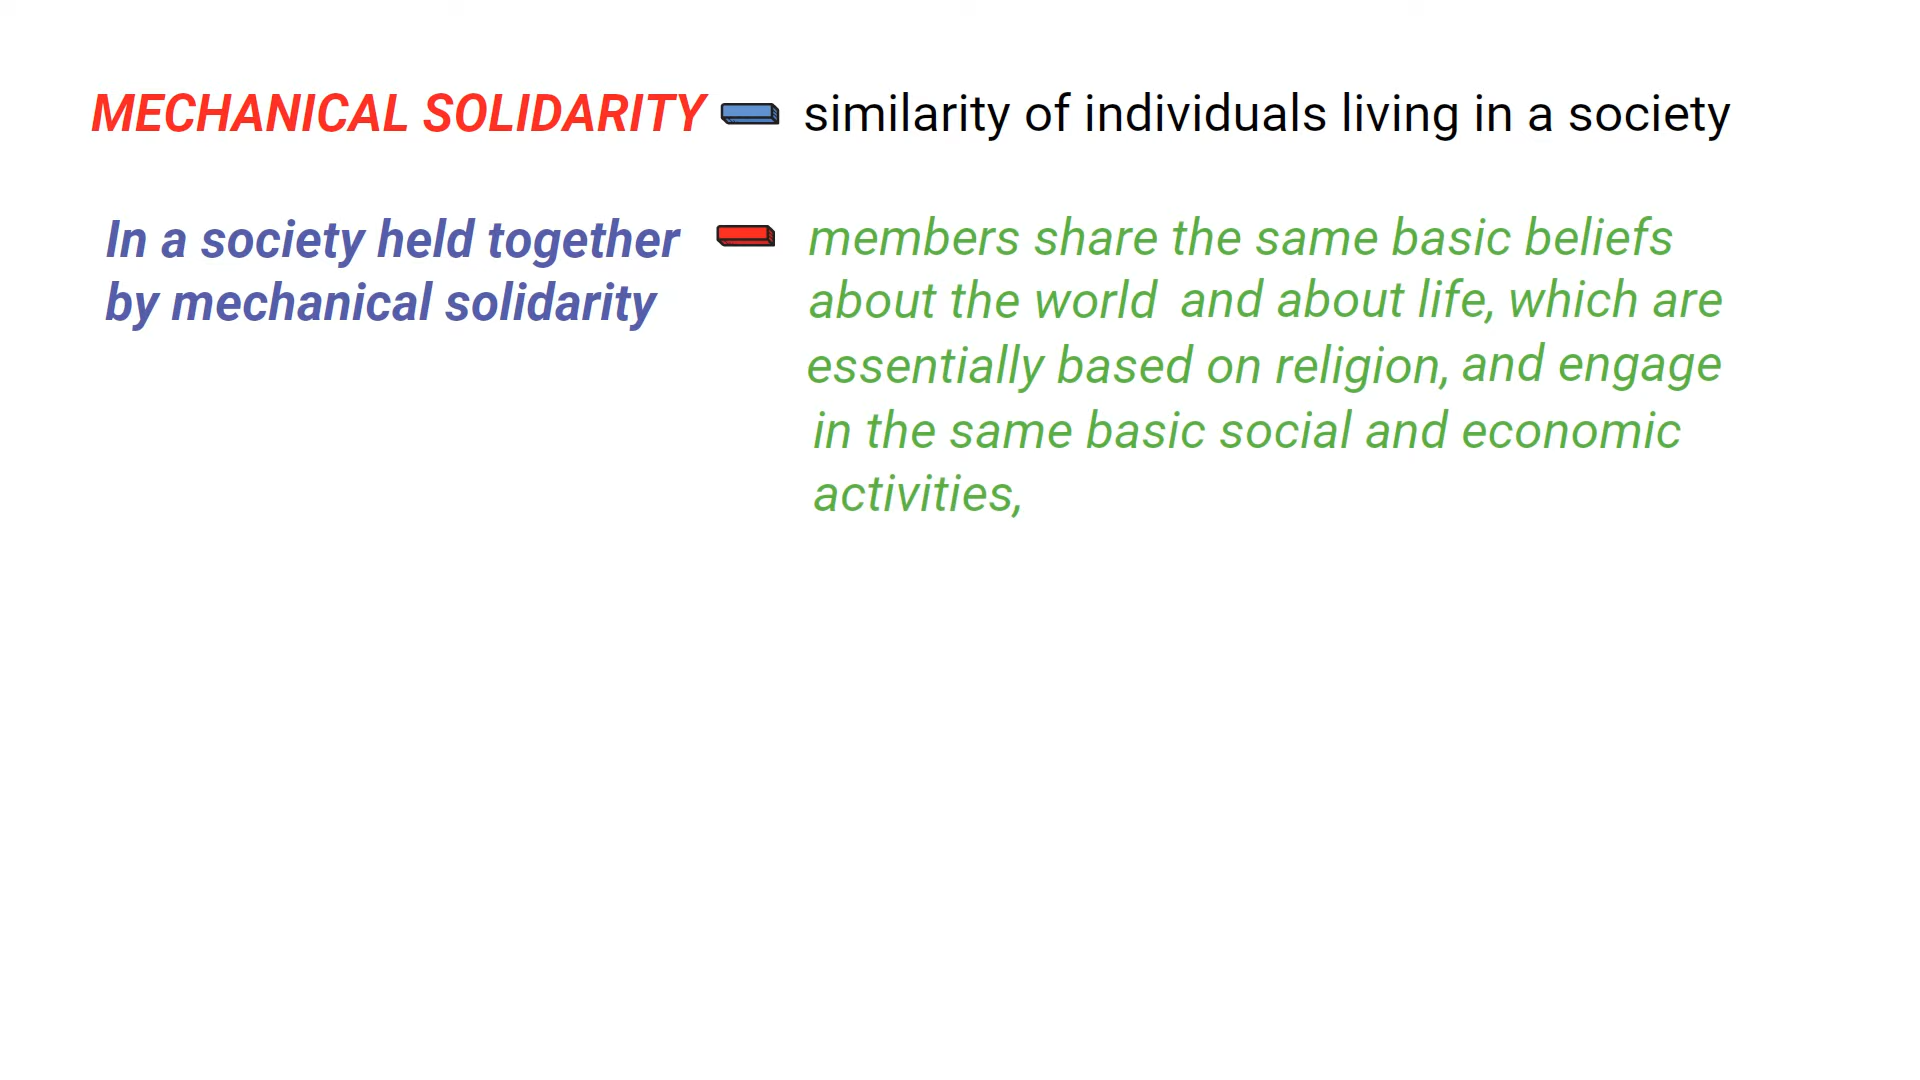 MECHANICAL SOLIDARITY similarity of individuals living in a society
In a society held together
by mechanical solidarity
members share the same basic beliefs
about the world and about life, which are
essentially based on religion, and engage
in the same basic social and economic
activities,